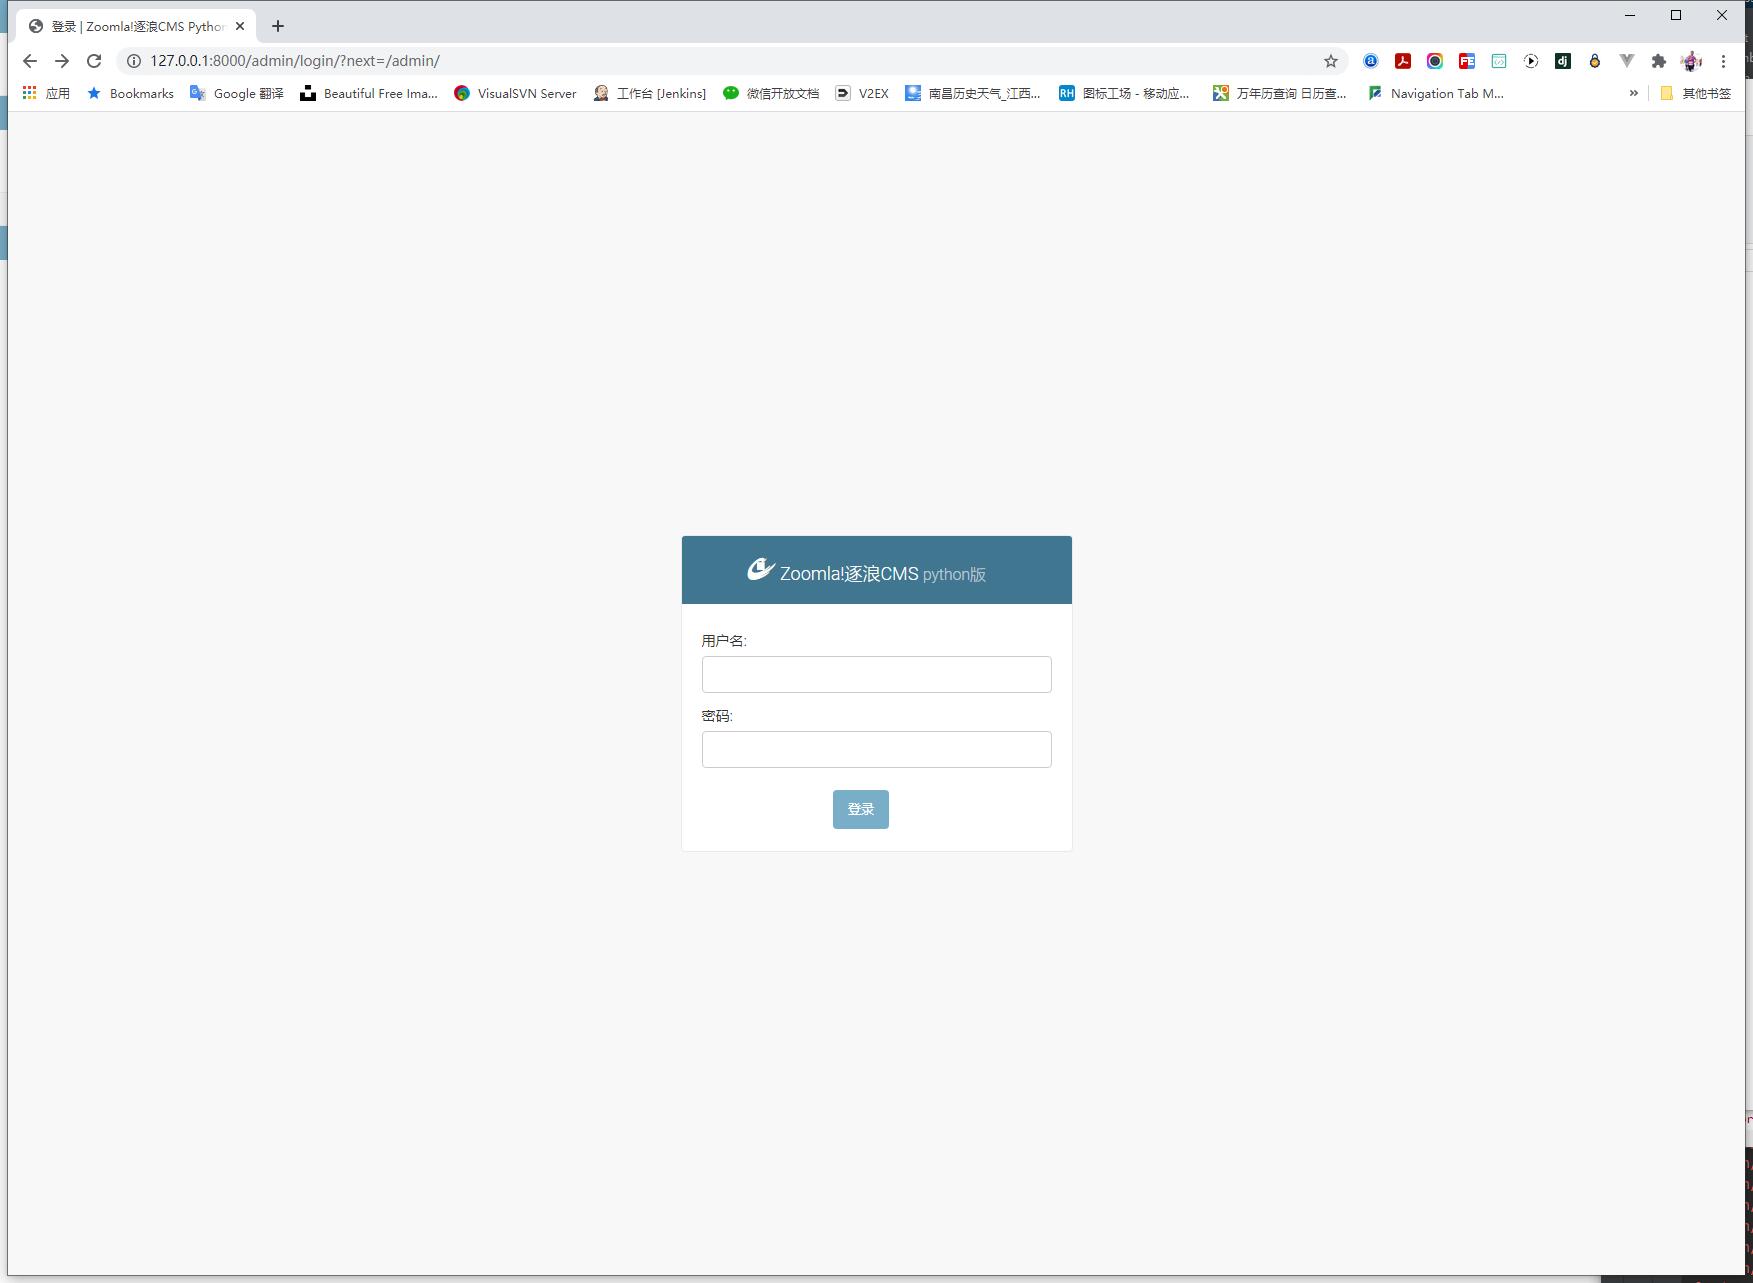 登录 | Zoomla!逐浪CMS Python
127.0.0.1:8000/admin/login/?next=/admin/
应用 Bookmarks Google 翻译 Beautiful Free Ima... VisualSVN Server 工作台 [Jenkins] 微信开放文档 V2EX 南昌历史天气_江西... RH 图标工场 - 移动应... 万年历查询 日历查... Navigation Tab M... » 其他书签
Zoomla!逐浪CMS python版
用户名:
密码:
登录